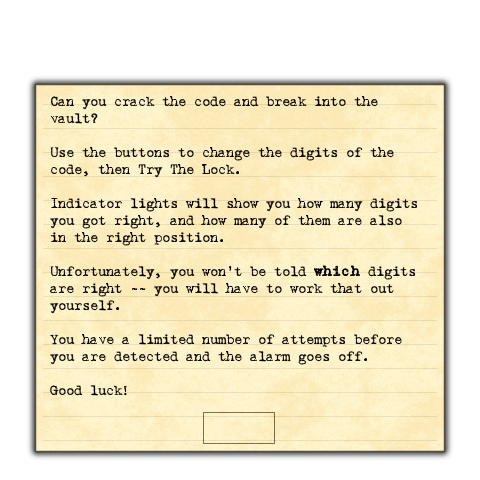 Can you crack the code and break into the
vault?
Use the buttons to change the digits of the
code, then Try The Lock.
Indicator lights will show you how many digits
you got right, and how many of them are also
in the right position.
Unfortunately, you won't be told which digits
are right -- you will have to work that out
yourself.
You have a limited number of attempts before
you are detected and the alarm goes off.
Good luck!